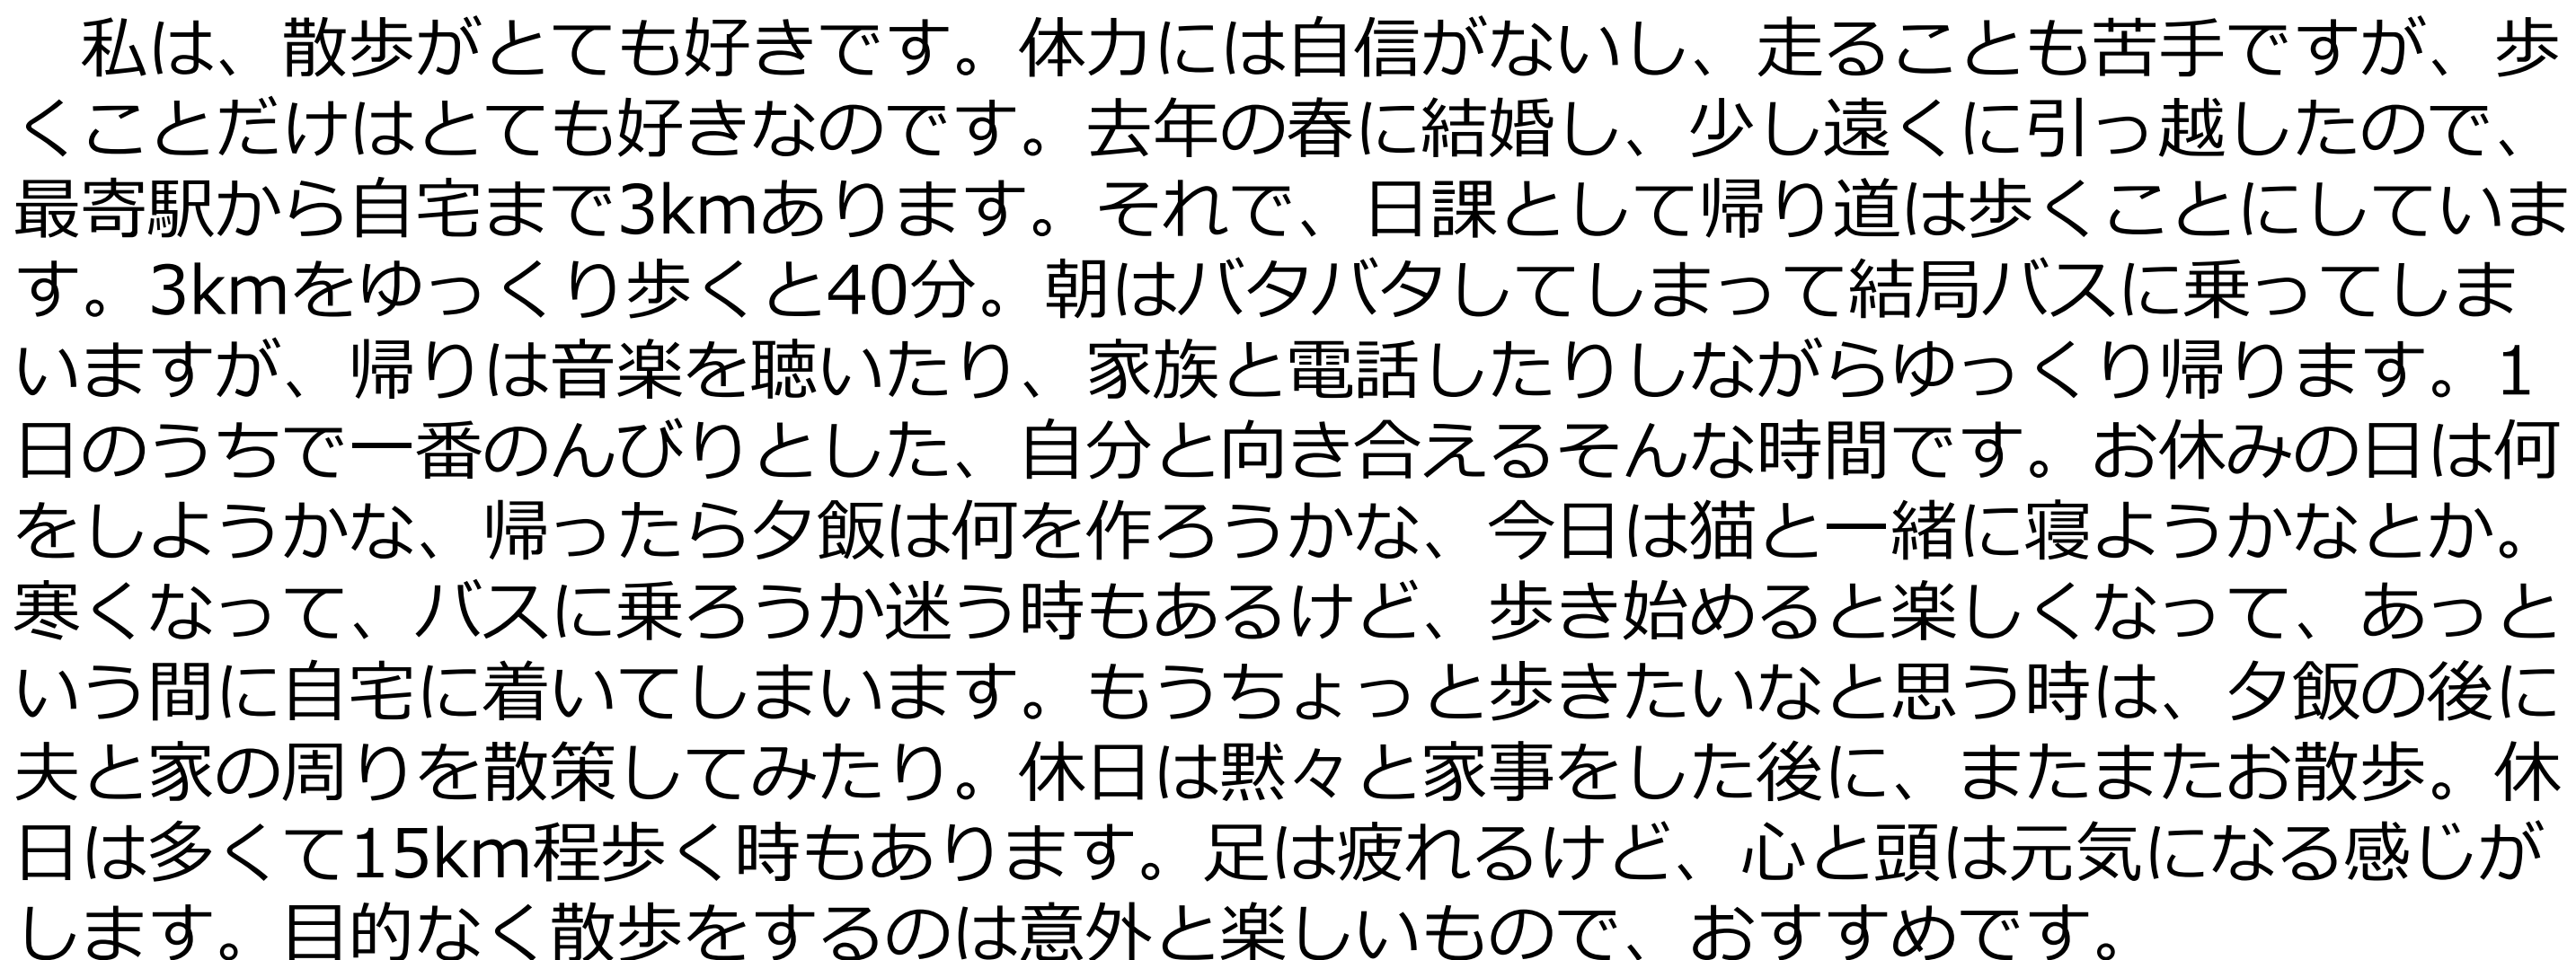 私は、散歩がとても好きです。体力には自信がないし、走ることも苦手ですが、歩
くことだけはとても好きなのです。去年の春に結婚し、少し遠くに引っ越したので、
最寄駅から自宅まで3kmあります。それで、日課として帰り道は歩くことにしていま
す。3kmをゆっくり歩くと40分。朝はバタバタしてしまって結局バスに乗ってしま
いますが、帰りは音楽を聴いたり、家族と電話したりしながらゆっくり帰ります。1
日のうちで一番のんびりとした、自分と向き合えるそんな時間です。お休みの日は何
をしようかな、帰ったら夕飯は何を作ろうかな、今日は猫と一緒に寝ようかなとか。
寒くなって、バスに乗ろうか迷う時もあるけど、歩き始めると楽しくなって、あっと
いう間に自宅に着いてしまいます。もうちょっと歩きたいなと思う時は、夕飯の後に
夫と家の周りを散策してみたり。休日は黙々と家事をした後に、またまたお散歩。休
日は多くて15km程歩く時もあります。足は疲れるけど、心と頭は元気になる感じが
します。目的なく散歩をするのは意外と楽しいもので、おすすめです。